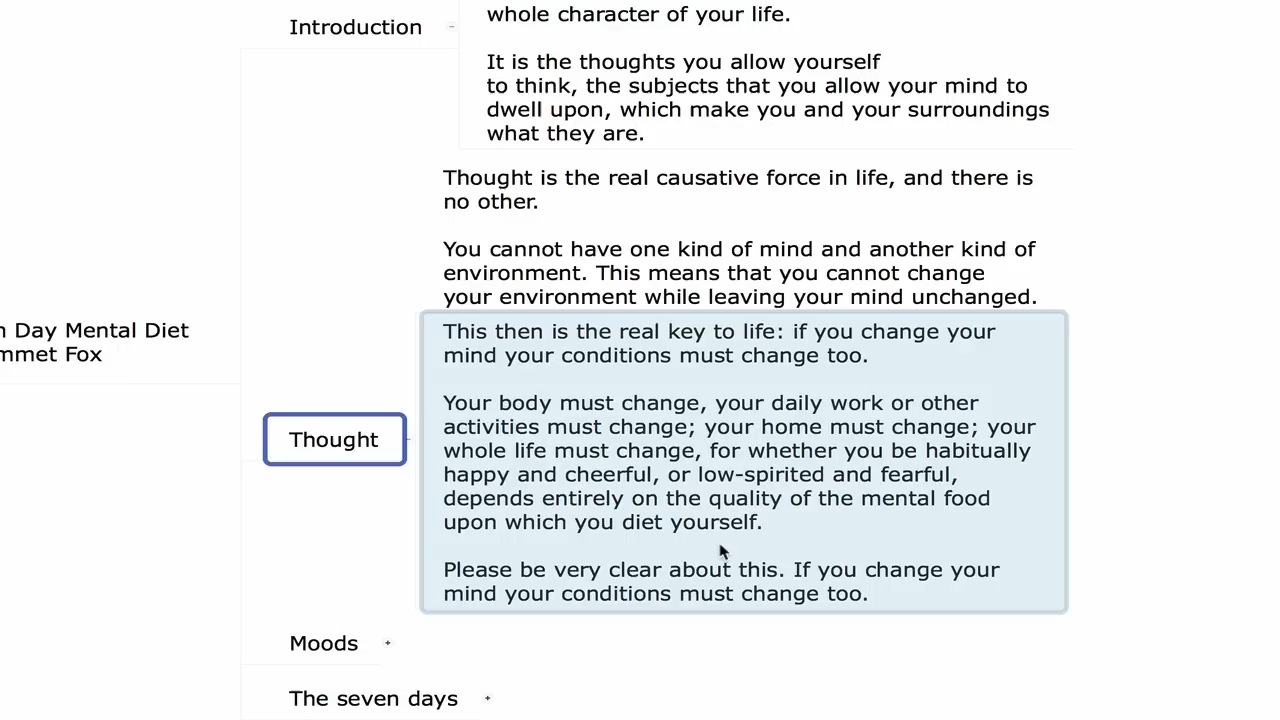 Introduction
whole character of your life.
It is the thoughts you allow yourself
to think, the subjects that you allow your mind to
dwell upon, which make you and your surroundings
what they are.
Thought is the real causative force in life, and there is
no other.
You cannot have one kind of mind and another kind of
environment. This means that you cannot change
your environment while leaving your mind unchanged.
Day Mental Diet
Fox
Thought
This then is the real key to life: if you change your
mind your conditions must change too.
Your body must change, your daily work or other
activities must change; your home must change; your
whole life must change, for whether you be habitually
happy and cheerful, or low-spirited and fearful,
depends entirely on the quality of the mental food
upon which you diet yourself.
Please be very clear about this. If you change your
mind your conditions must change too.
Moods
The seven days